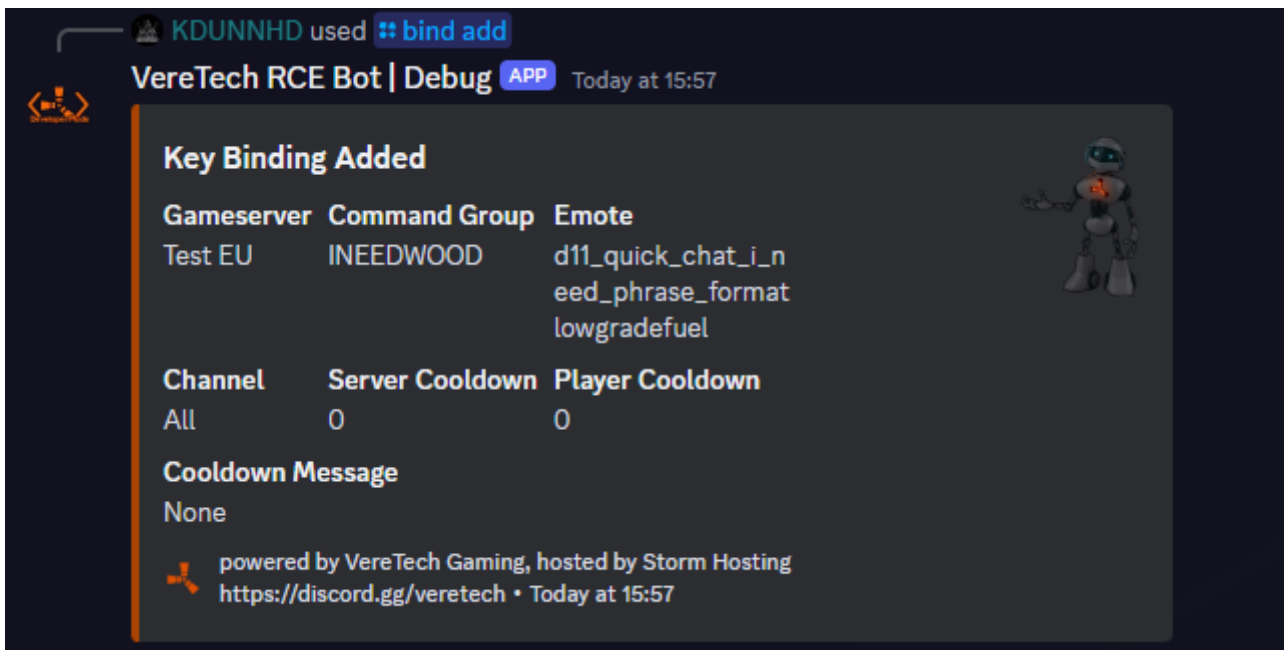 KDUNNHD used bind add
VereTech RCE Bot | Debug APP Today at 15:57
Key Binding Added
Gameserver Command Group Emote
Test EU INEEDWOOD d11_quick_chat_i_n
eed_phrase_format
lowgradefuel
Channel Server Cooldown Player Cooldown
All 0 0
Cooldown Message
None
powered by VereTech Gaming, hosted by Storm Hosting
https://discord.gg/veretech • Today at 15:57